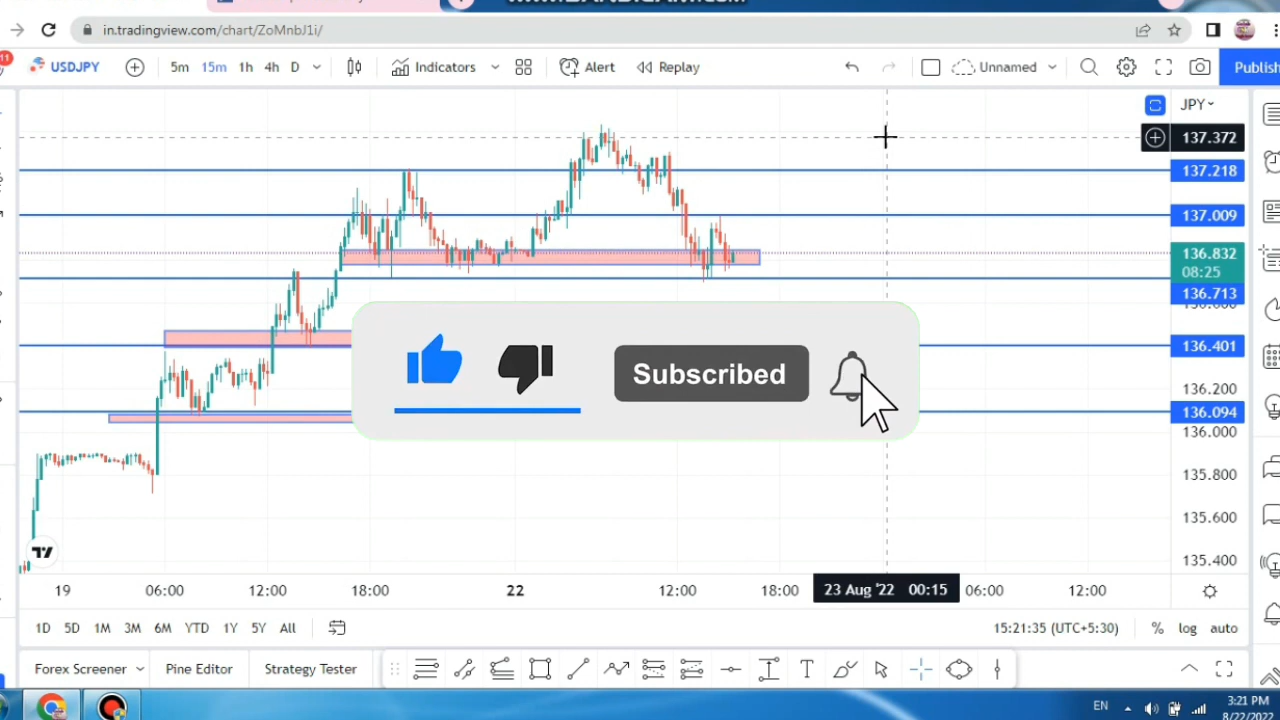 in.tradingview.com/chart/ZoMnbJ1i/
11
USDJPY 5m 15m 1h 4h D Indicators Alert Replay Unnamed Publish
JPY
137.372
137.218
137.009
136.832
08:25
136.713
136.401
136.200
136.094
136.000
135.800
135.600
135.400
Subscribed
19 06:00 12:00 18:00 22 12:00 18:00 23 Aug '22 00:15 06:00 12:00
1D 5D 1M 3M 6M YTD 1Y 5Y All 15:21:35 (UTC+5:30) % log auto
Forex Screener Pine Editor Strategy Tester
EN 3:21 PM
8/22/2022